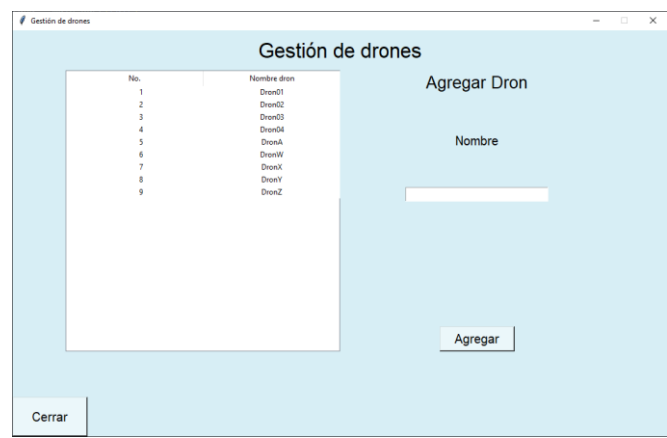 Gestión de drones
Gestión de drones
No. Nombre dron
1 Dron01
2 Dron02
3 Dron03
4 Dron04
5 DronA
6 DronW
7 DronX
8 DronY
9 DronZ
Agregar Dron
Nombre
Agregar
Cerrar